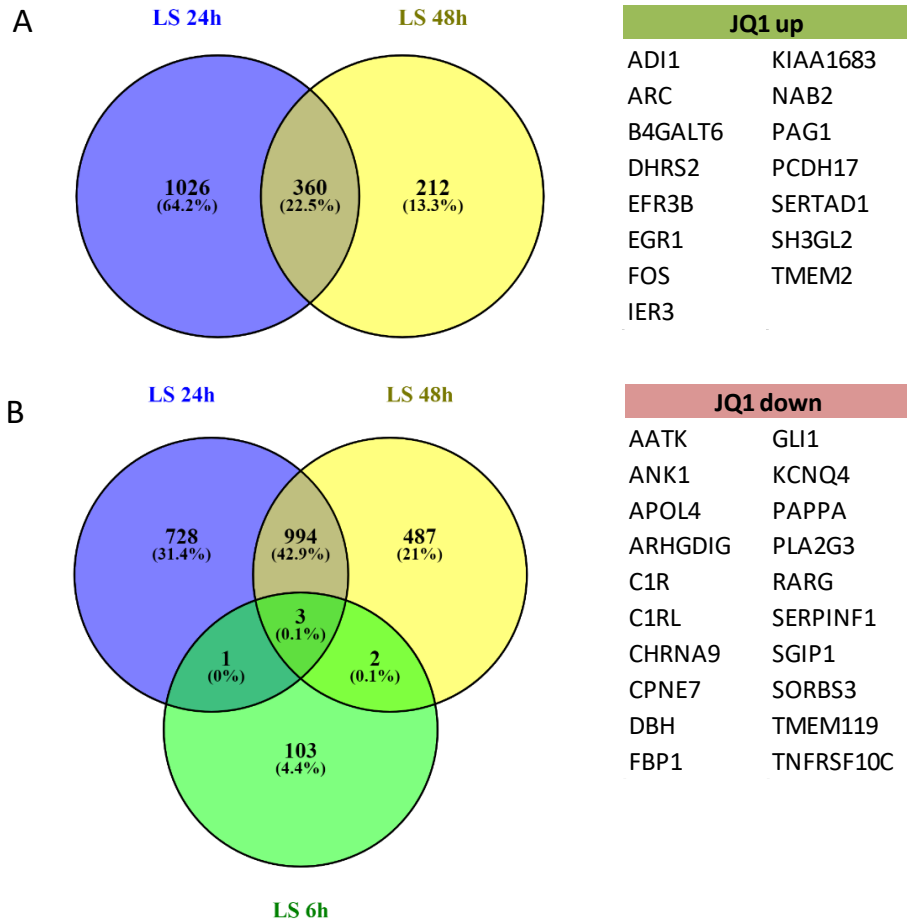 A
LS 24h
LS 48h
1026
(64.2%)
360
(22.5%)
212
(13.3%)
JQ1 up
ADI1 KIAA1683
ARC NAB2
B4GALT6 PAG1
DHRS2 PCDH17
EFR3B SERTAD1
EGR1 SH3GL2
FOS TMEM2
IER3
B
LS 24h
LS 48h
728
(31.4%)
994
(42.9%)
487
(21%)
3
(0.1%)
1
(0%)
2
(0.1%)
103
(4.4%)
LS 6h
JQ1 down
AATK GLI1
ANK1 KCNQ4
APOL4 PAPPA
ARHGDIG PLA2G3
C1R RARG
C1RL SERPINF1
CHRNA9 SGIP1
CPNE7 SORBS3
DBH TMEM119
FBP1 TNFRSF10C